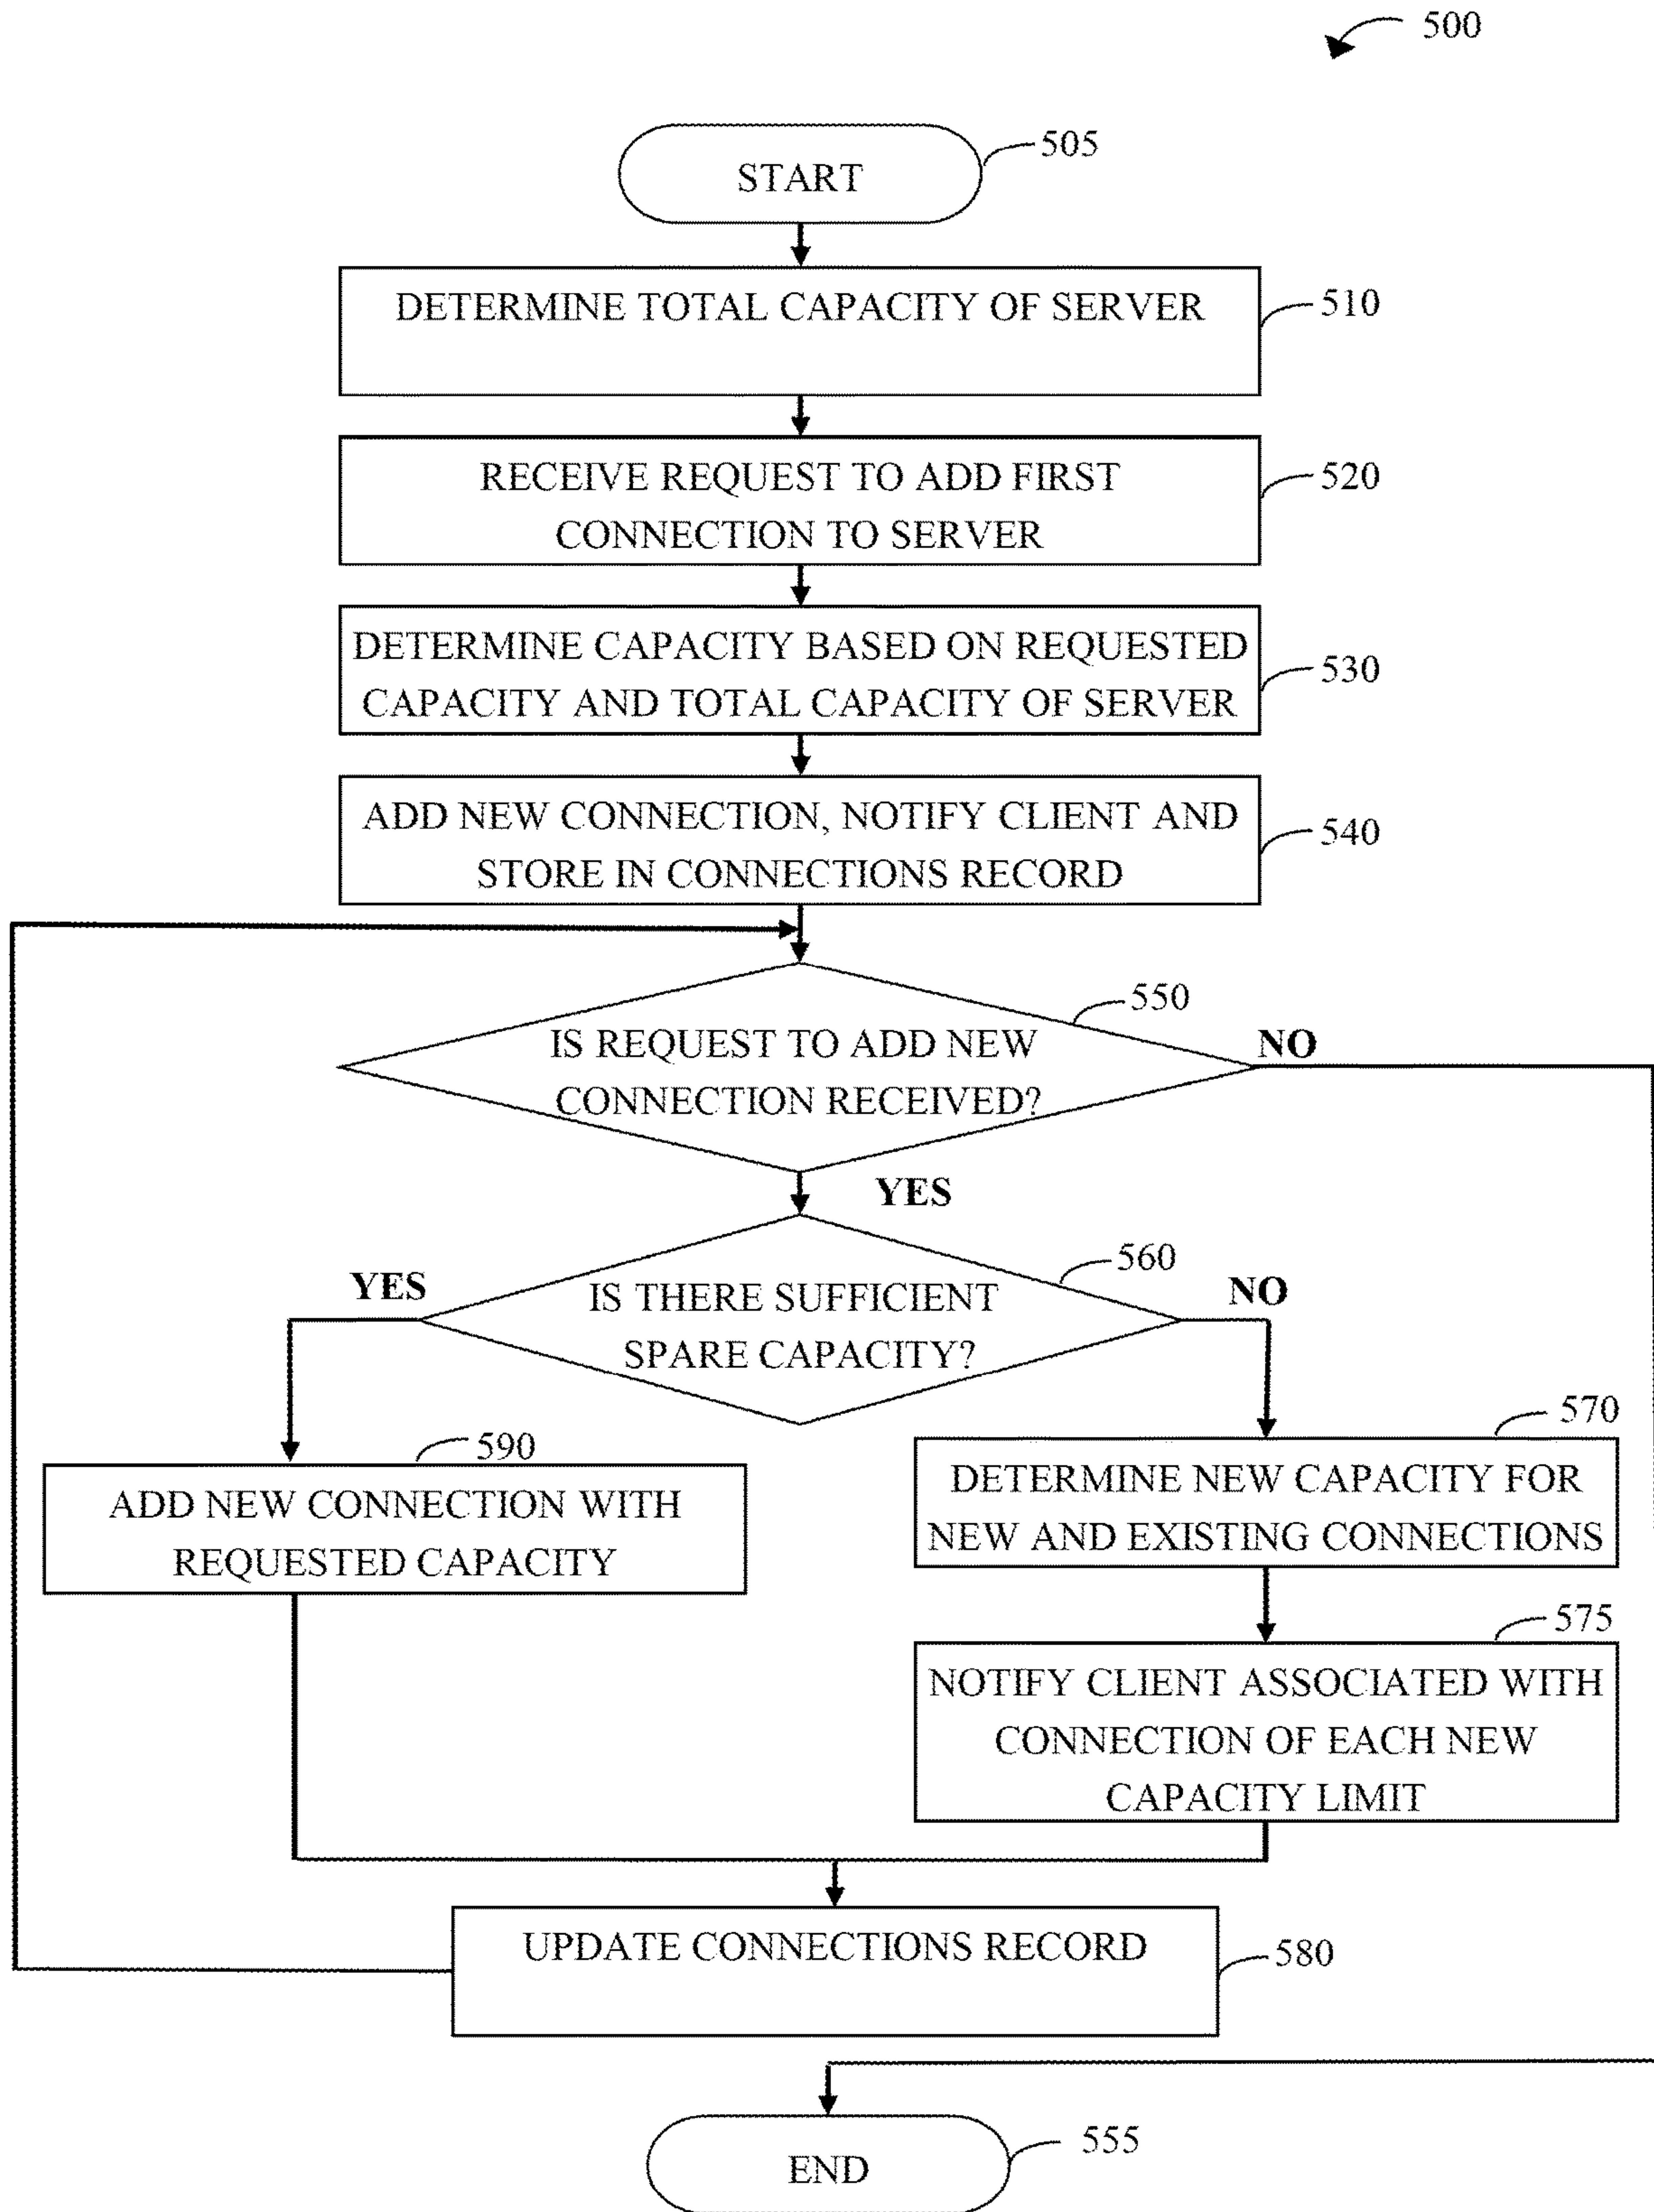 500
START
505
DETERMINE TOTAL CAPACITY OF SERVER
510
RECEIVE REQUEST TO ADD FIRST
CONNECTION TO SERVER
520
DETERMINE CAPACITY BASED ON REQUESTED
CAPACITY AND TOTAL CAPACITY OF SERVER
530
ADD NEW CONNECTION, NOTIFY CLIENT AND
STORE IN CONNECTIONS RECORD
540
550
IS REQUEST TO ADD NEW
CONNECTION RECEIVED?
NO
YES
560
IS THERE SUFFICIENT
SPARE CAPACITY?
YES
NO
590
ADD NEW CONNECTION WITH
REQUESTED CAPACITY
570
DETERMINE NEW CAPACITY FOR
NEW AND EXISTING CONNECTIONS
575
NOTIFY CLIENT ASSOCIATED WITH
CONNECTION OF EACH NEW
CAPACITY LIMIT
UPDATE CONNECTIONS RECORD
580
END
555